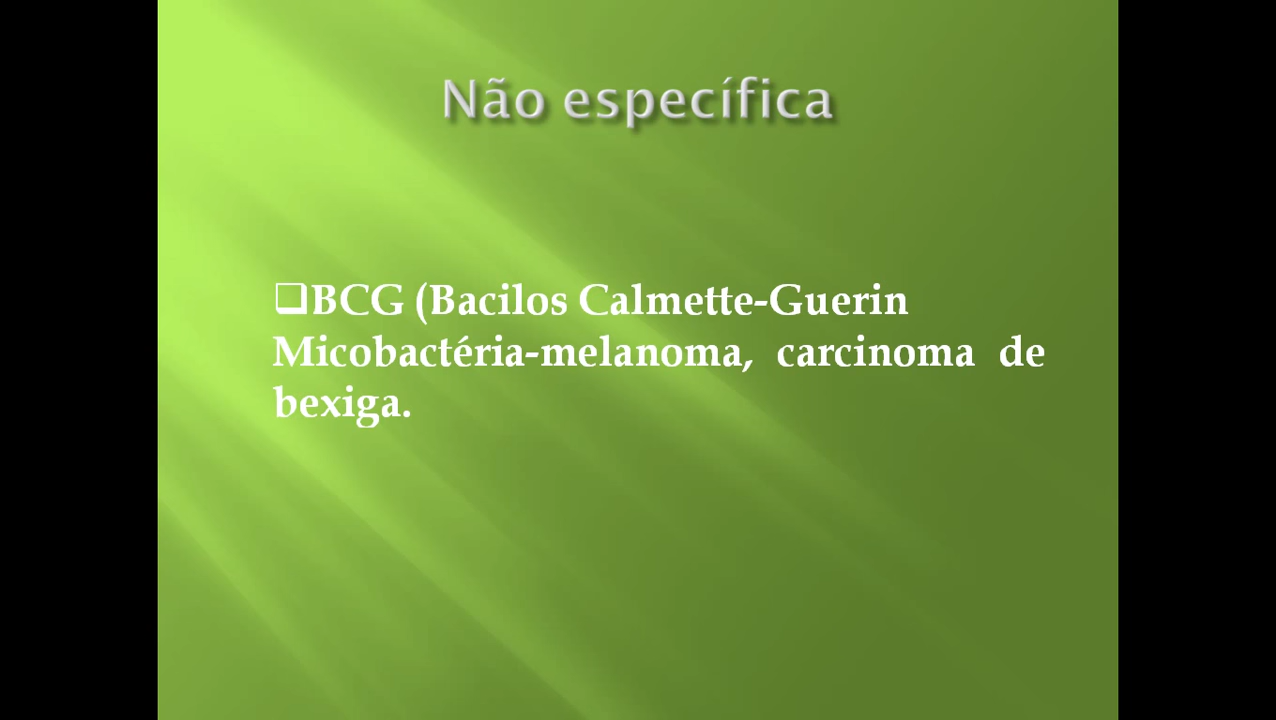 Não específica
❑BCG (Bacilos Calmette-Guerin
Micobactéria-melanoma, carcinoma de
bexiga.